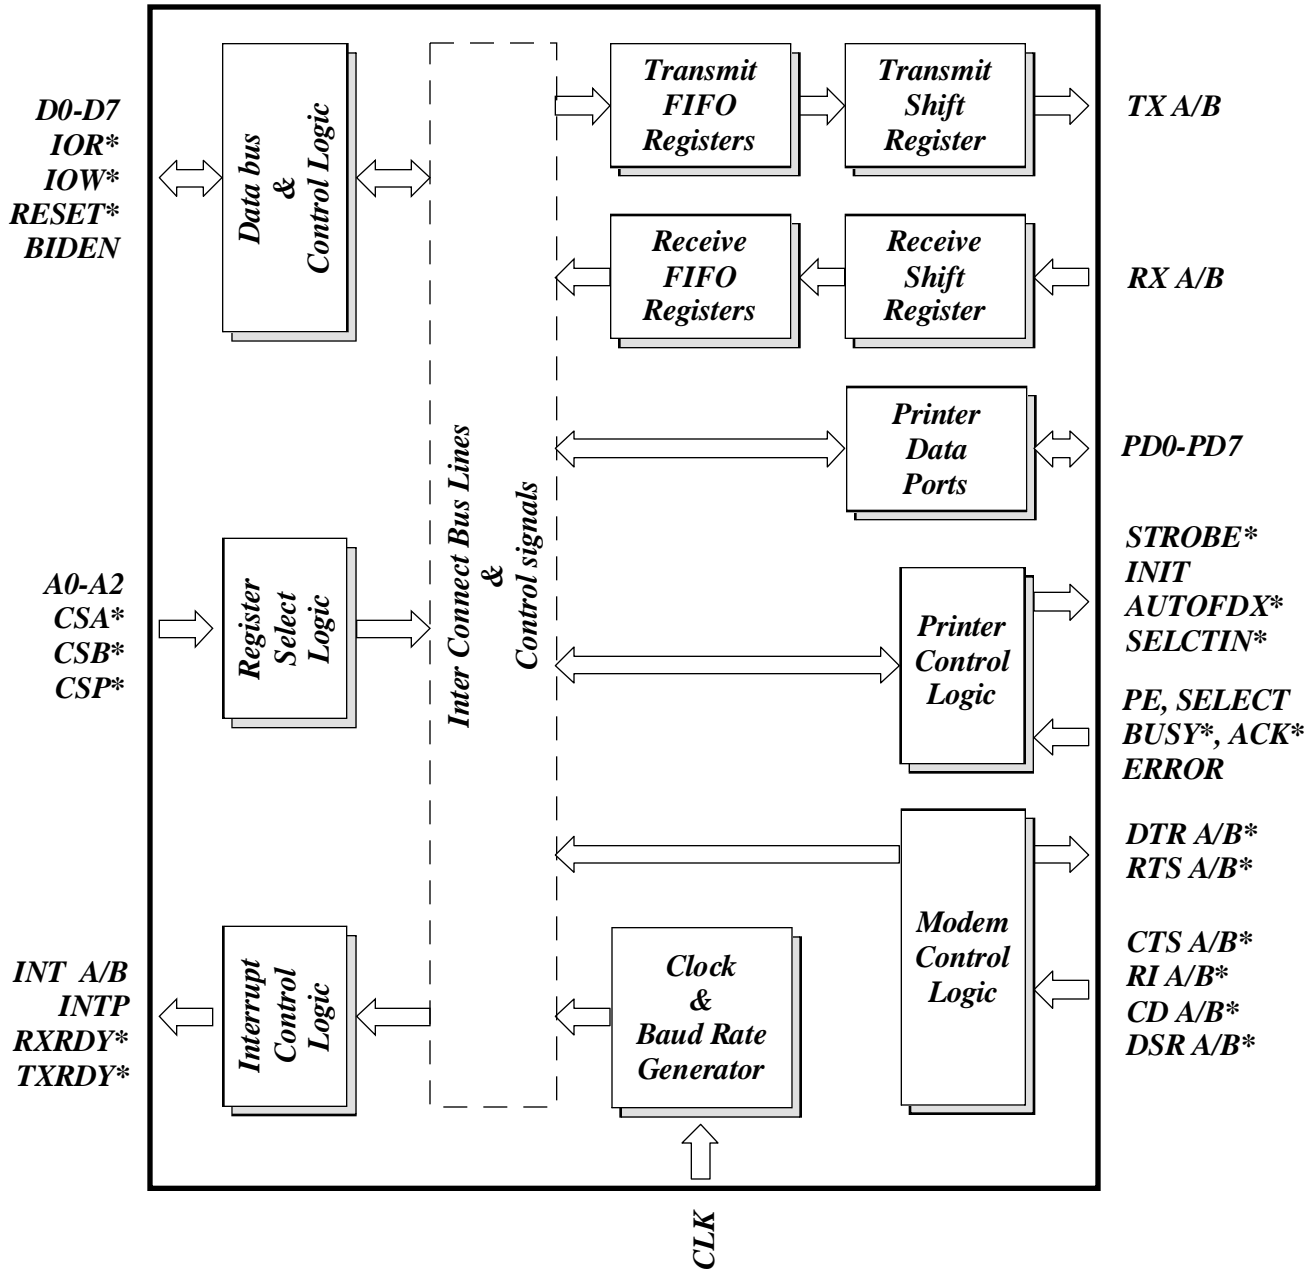 D0-D7
IOR*
IOW*
RESET*
BIDEN
A0-A2
CSA*
CSB*
CSP*
INT A/B
INTP
RXRDY*
TXRDY*
Data bus
&
Control Logic
Register
Select
Logic
Interrupt
Control
Logic
Inter Connect Bus Lines
&
Control signals
Transmit
FIFO
Registers
Transmit
Shift
Register
Receive
FIFO
Registers
Receive
Shift
Register
Printer
Data
Ports
Printer
Control
Logic
Modem
Control
Logic
Clock
&
Baud Rate
Generator
TX A/B
RX A/B
PD0-PD7
STROBE*
INIT
AUTOFDX*
SELCTIN*
PE, SELECT
BUSY*, ACK*
ERROR
DTR A/B*
RTS A/B*
CTS A/B*
RI A/B*
CD A/B*
DSR A/B*
CLK